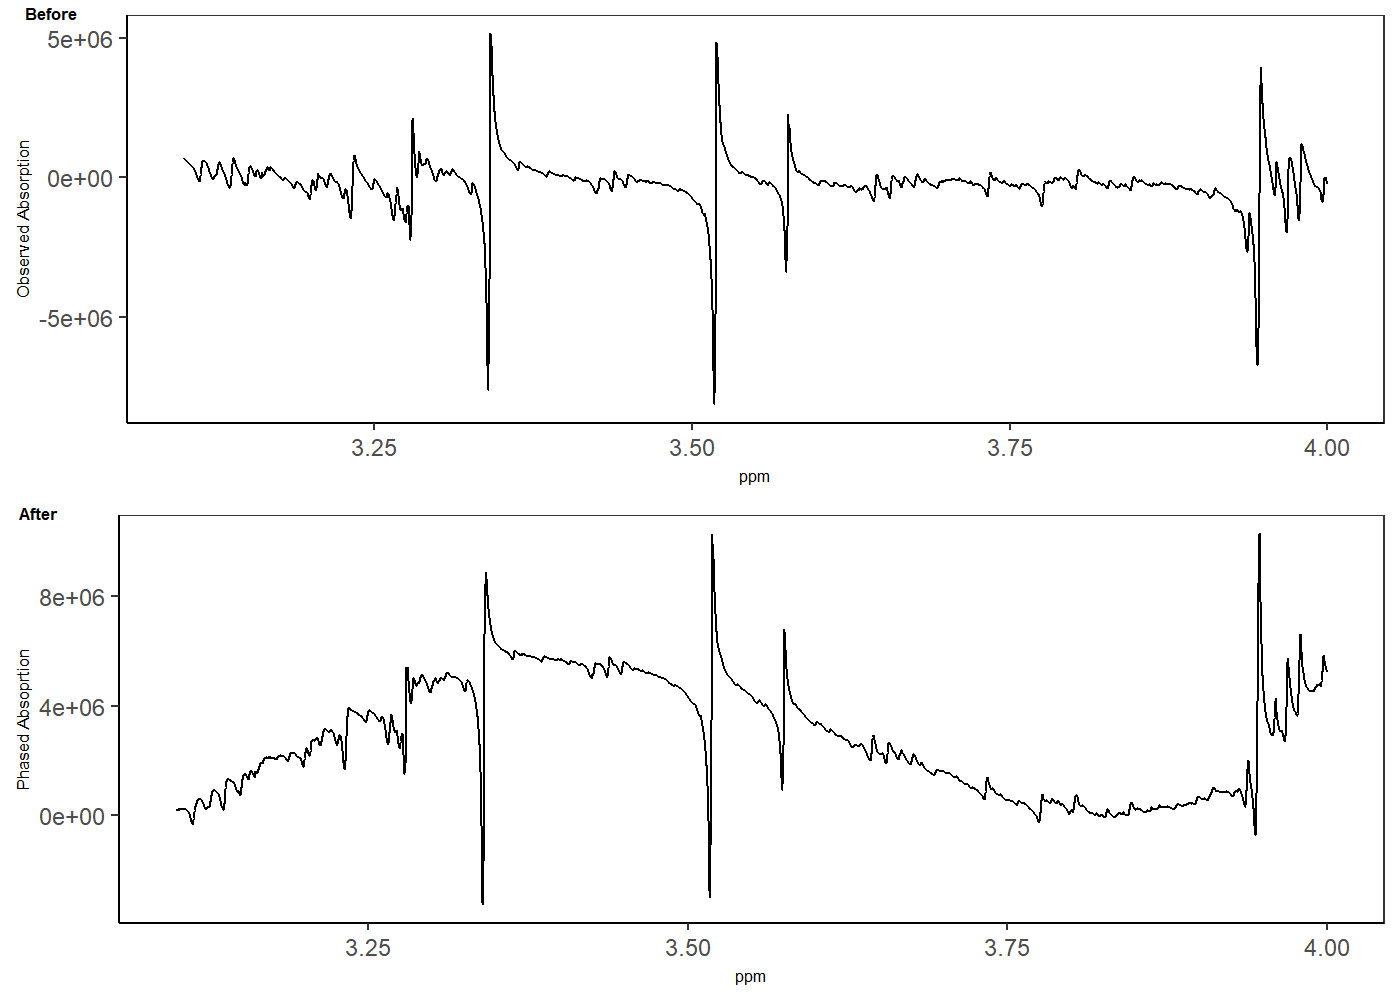 Before
5e+06
0e+00
-5e+06
Observed Absorption
3.25 3.50 3.75 4.00
ppm
After
8e+06
4e+06
0e+00
Phased Absoprtion
3.25 3.50 3.75 4.00
ppm